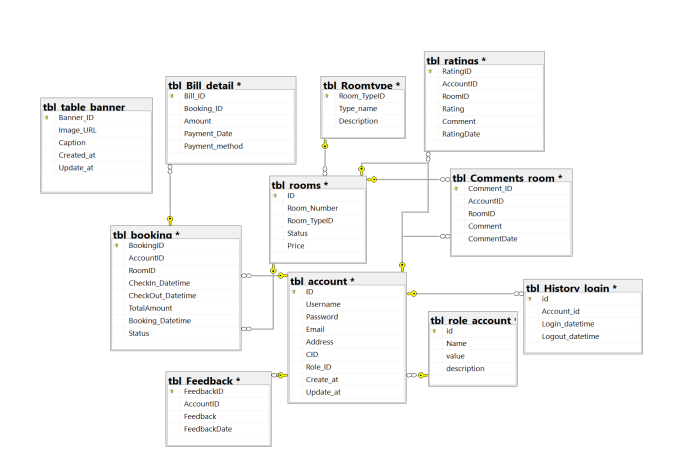 tbl_table_banner
Banner_ID
Image_URL
Caption
Created_at
Update_at
tbl_Bill_detail *
Bill_ID
Booking_ID
Amount
Payment_Date
Payment_method
tbl_Roomtype *
Room_TypeID
Type_name
Description
tbl_ratings *
RatingID
AccountID
RoomID
Rating
Comment
RatingDate
tbl_rooms *
ID
Room_Number
Room_TypeID
Status
Price
tbl_Comments_room *
Comment_ID
AccountID
RoomID
Comment
CommentDate
tbl_booking *
BookingID
AccountID
RoomID
CheckIn_Datetime
CheckOut_Datetime
TotalAmount
Booking_Datetime
Status
tbl_account *
ID
Username
Password
Email
Address
CID
Role_ID
Create_at
Update_at
tbl_History_login *
id
Account_id
Login_datetime
Logout_datetime
tbl_role_account *
id
Name
value
description
tbl_Feedback *
FeedbackID
AccountID
Feedback
FeedbackDate